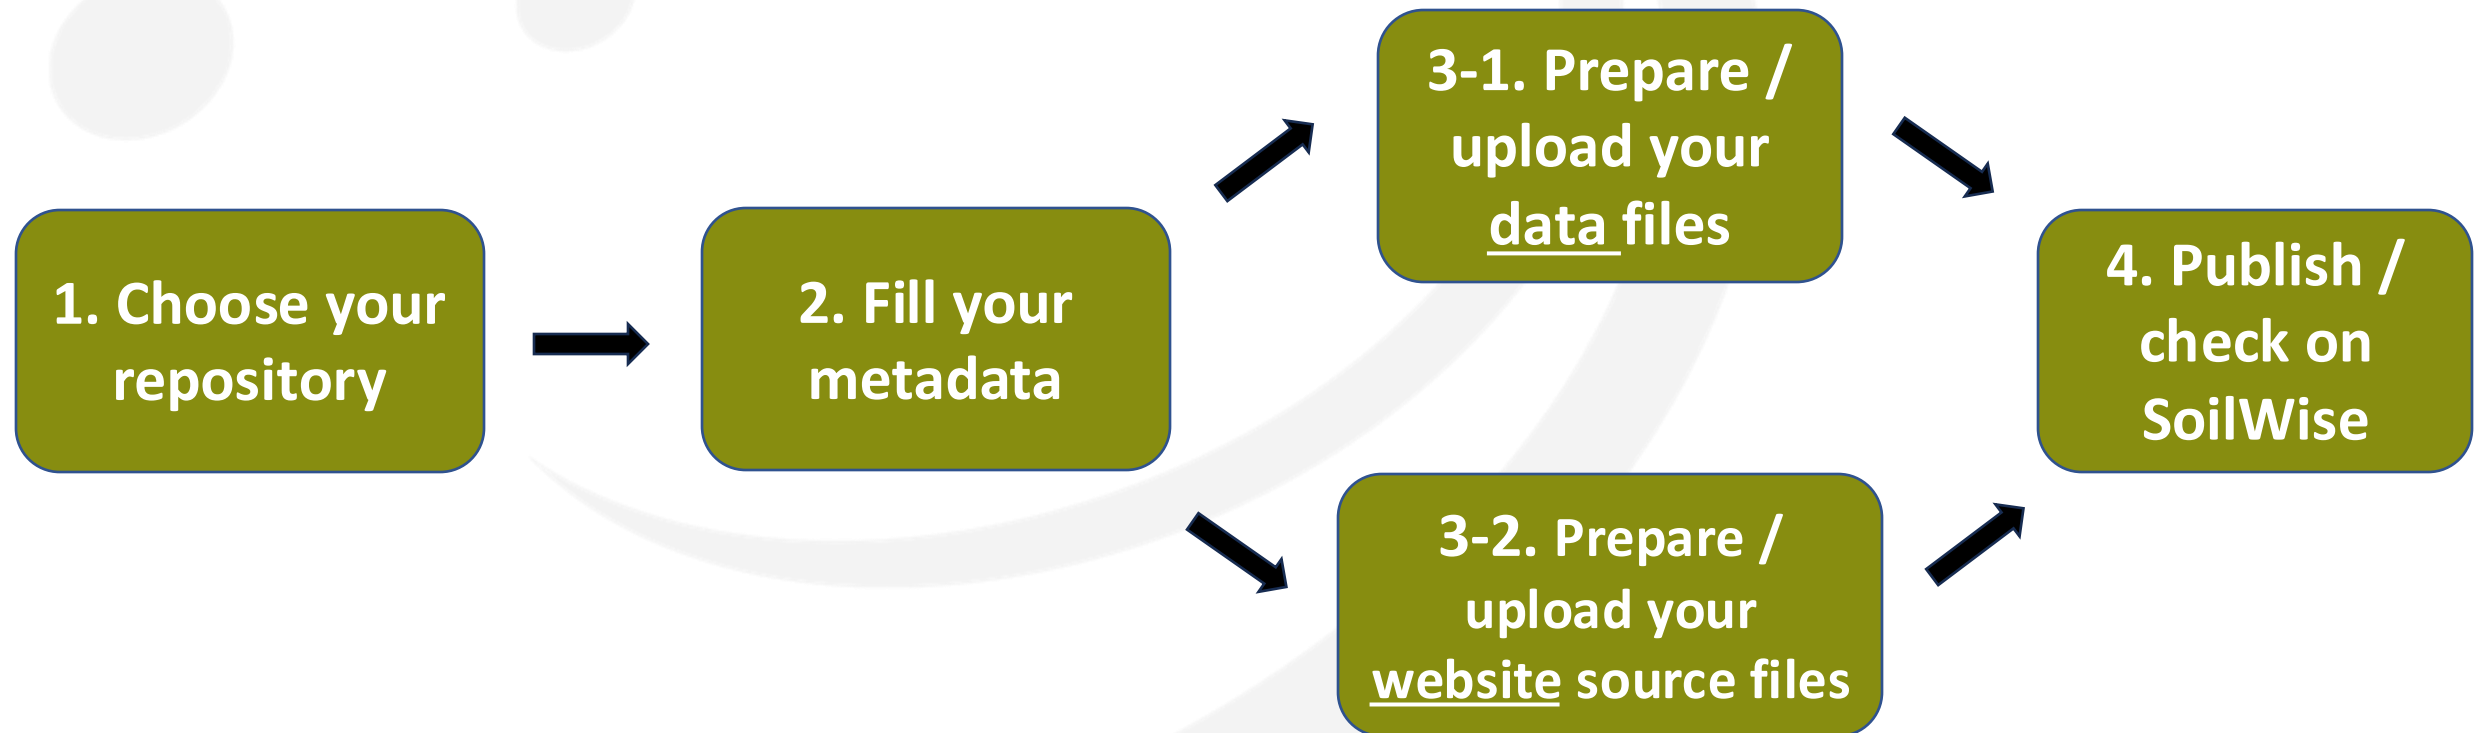 1. Choose your
repository
2. Fill your
metadata
3-1. Prepare /
upload your
data files
3-2. Prepare /
upload your
website source files
4. Publish /
check on
SoilWise